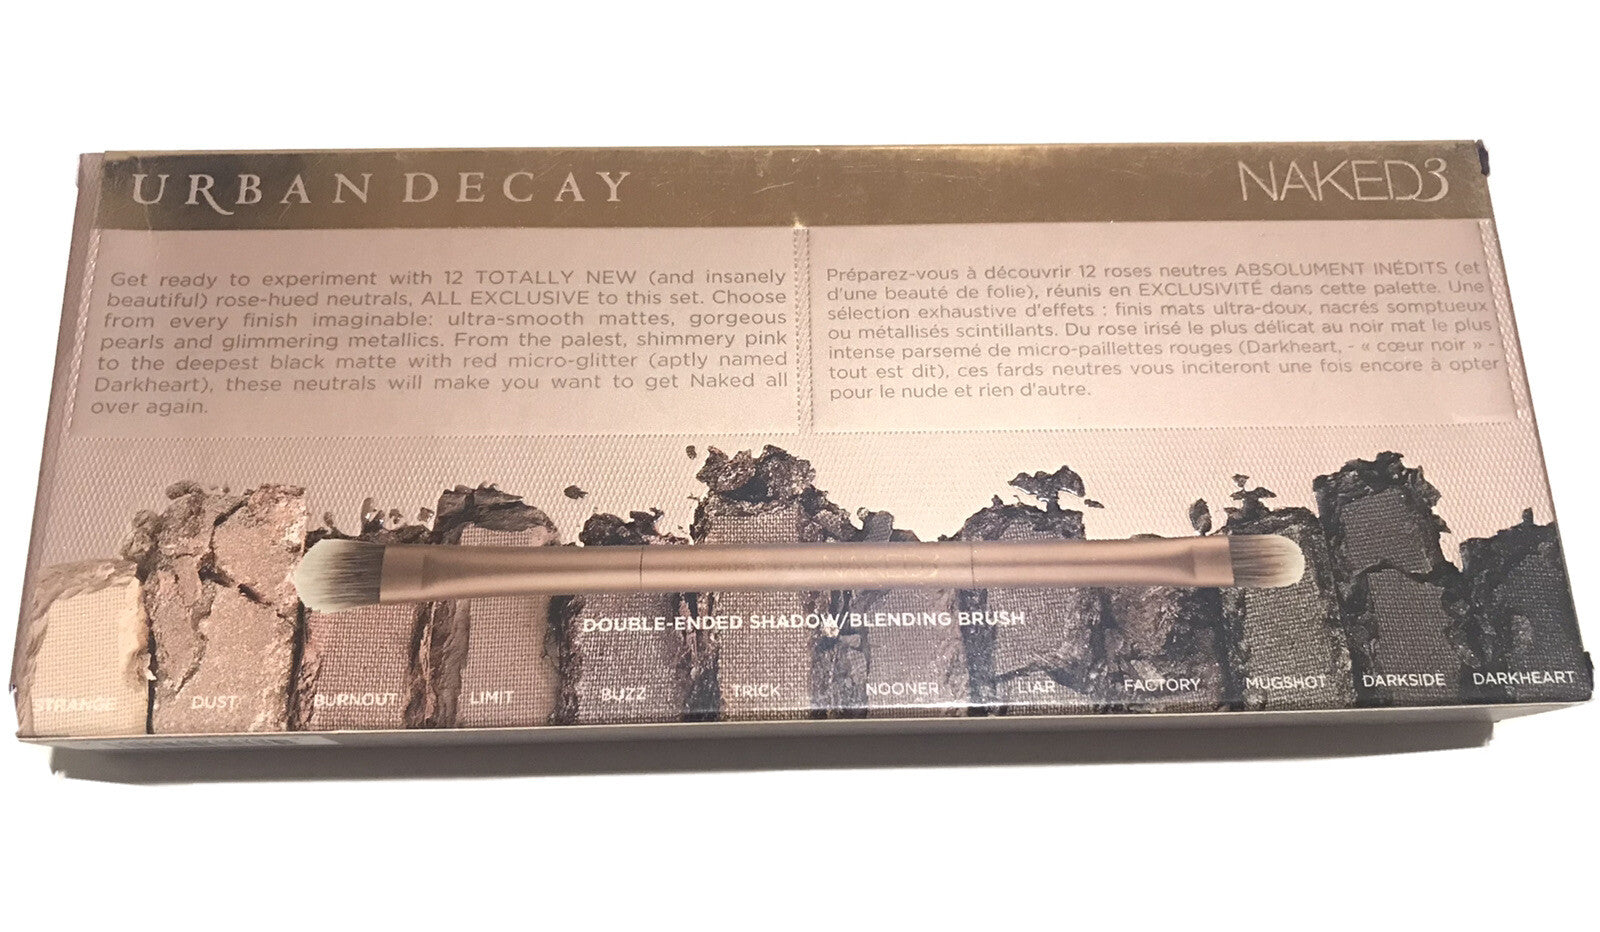 URBAN DECAY
NAKED3
Get ready to experiment with 12 TOTALLY NEW (and insanely
beautiful) rose-hued neutrals, ALL EXCLUSIVE to this set. Choose
from every finish imaginable: ultra-smooth mattes, gorgeous
pearls and glimmering metallics. From the palest, shimmery pink
to the deepest black matte with red micro-glitter (aptly named
Darkheart), these neutrals will make you want to get Naked all
over again.
Préparez-vous à découvrir 12 roses neutres ABSOLUMENT INÉDITS (et
d'une beauté de folie), réunis en EXCLUSIVITÉ dans cette palette. Une
sélection exhaustive d'effets : finis mats ultra-doux, nacrés somptueux
ou métallisés scintillants. Du rose irisé le plus délicat au noir mat le plus
intense parsemé de micro-paillettes rouges (Darkheart, - « cœur noir » -
tout est dit), ces fards neutres vous inciteront une fois encore à opter
pour le nude et rien d'autre.
NAKED3
DOUBLE-ENDED SHADOW/BLENDING BRUSH
STRANGE DUST BURNOUT LIMIT BUZZ TRICK NOONER LIAR FACTORY MUGSHOT DARKSIDE DARKHEART